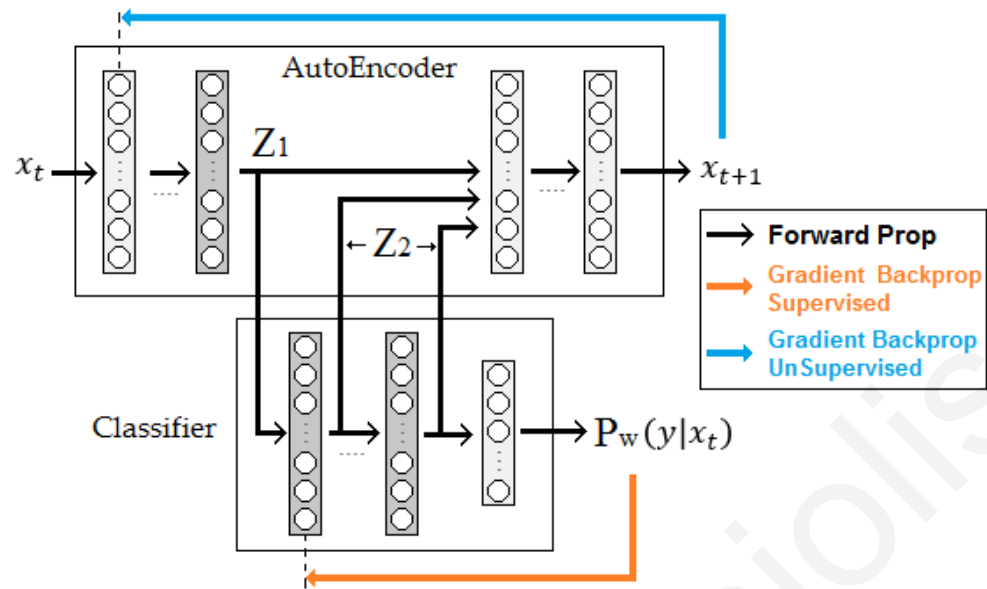 AutoEncoder
x_t
Z1
x_{t+1}
Z2
Forward Prop
Gradient Backprop
Supervised
Gradient Backprop
UnSupervised
Classifier
P_w(y|x_t)